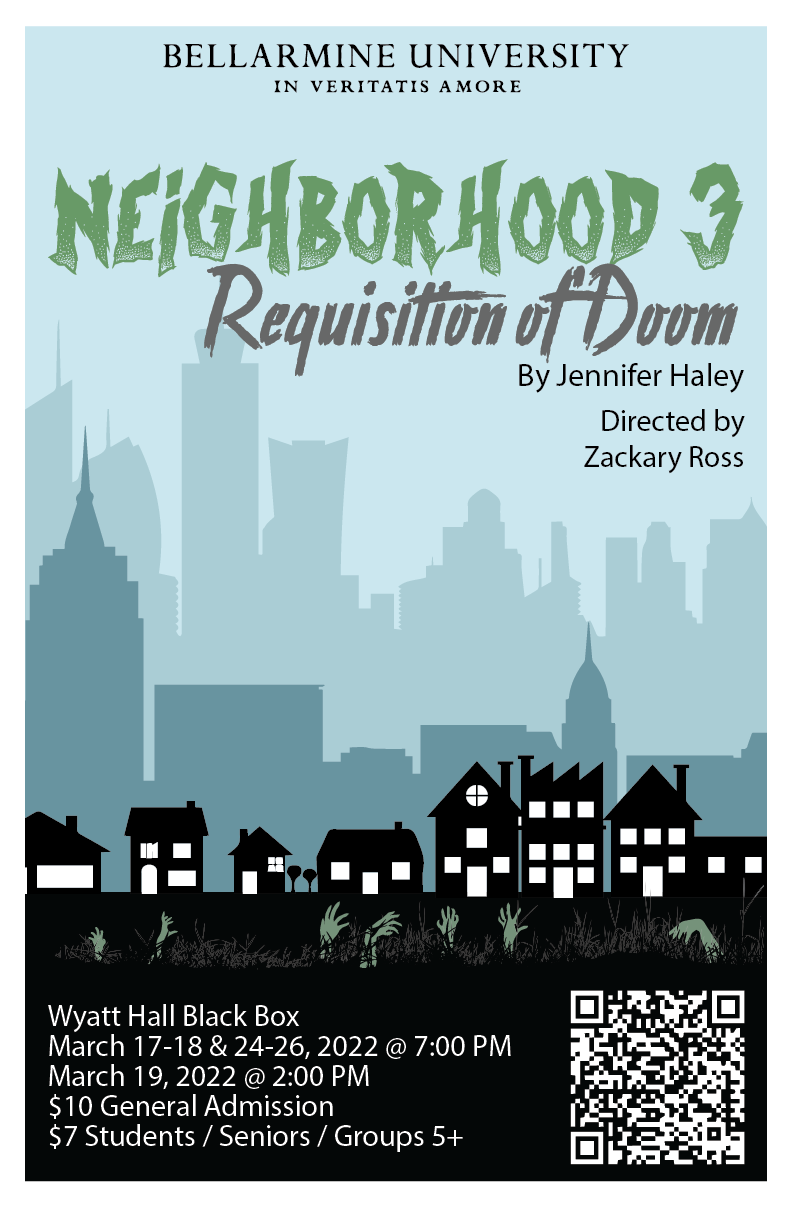 BELLARMINE UNIVERSITY
IN VERITATIS AMORE
NEiGHBORHOOD 3
Requisition of Doom
By Jennifer Haley
Directed by
Zackary Ross
Wyatt Hall Black Box
March 17-18 & 24-26, 2022 @ 7:00 PM
March 19, 2022 @ 2:00 PM
$10 General Admission
$7 Students / Seniors / Groups 5+